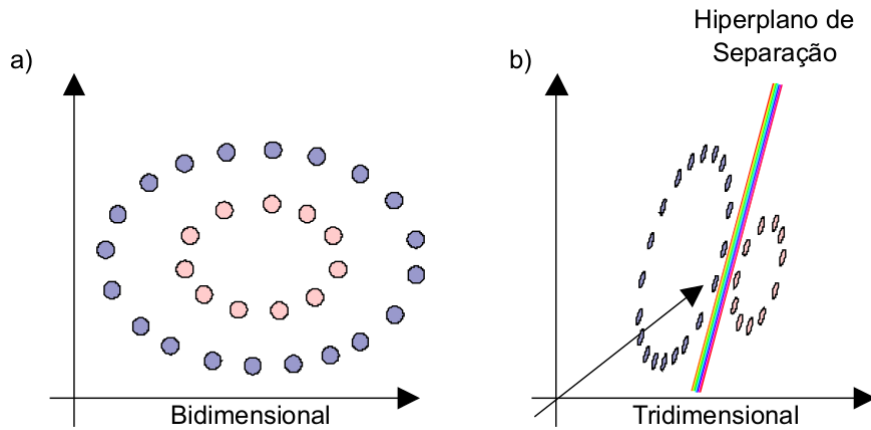 a)
Bidimensional
b)
Hiperplano de
Separação
Tridimensional